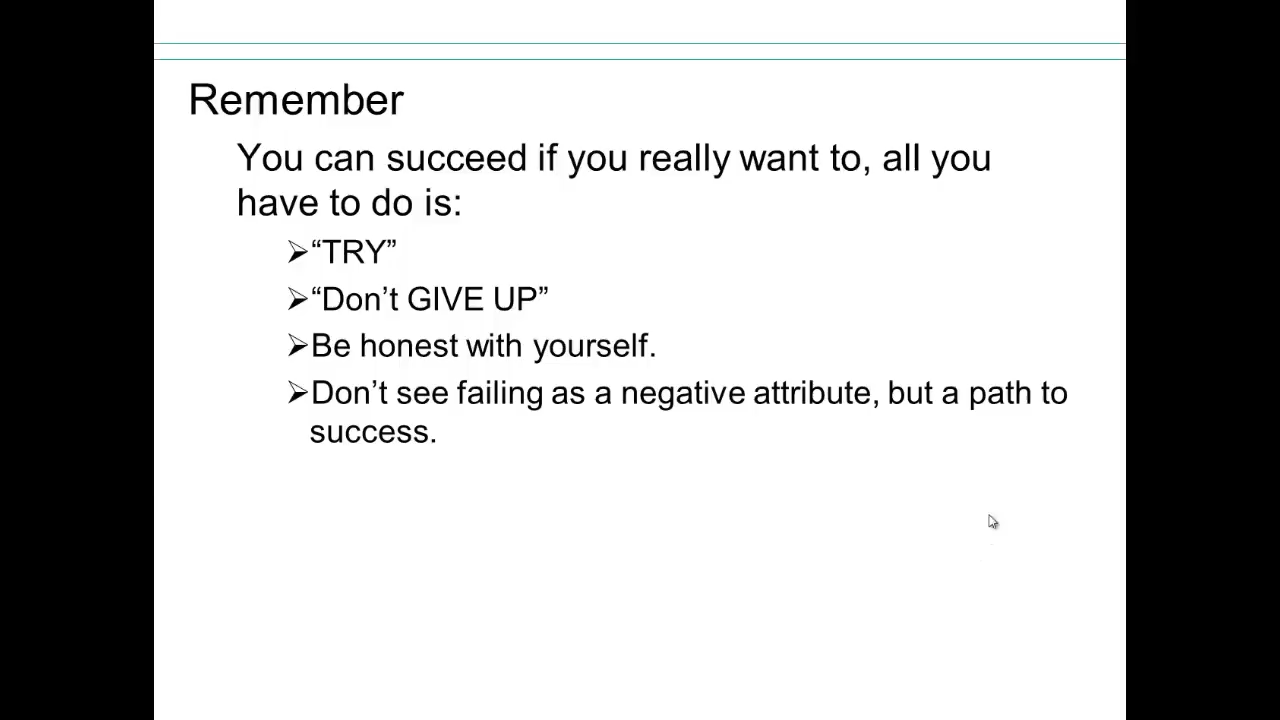 Remember
You can succeed if you really want to, all you
have to do is:
➢“TRY”
➢“Don’t GIVE UP”
➢Be honest with yourself.
➢Don’t see failing as a negative attribute, but a path to
success.